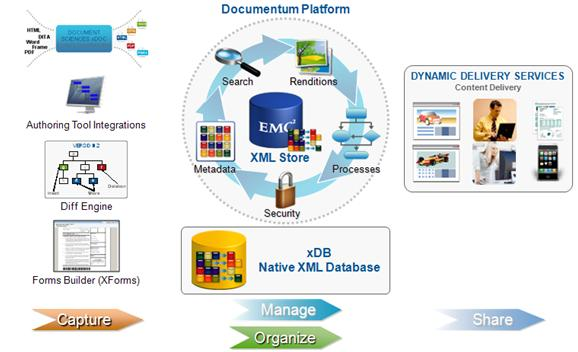 HTML
DITA
Word
Frame
PDF
DOCUMENT
SCIENCES xDOC
Authoring Tool Integrations
Diff Engine
Forms Builder (XForms)
Capture
Documentum Platform
Search
Renditions
EMC²
XML Store
Metadata
Processes
Security
xDB
Native XML Database
Manage
Organize
DYNAMIC DELIVERY SERVICES
Content Delivery
Share